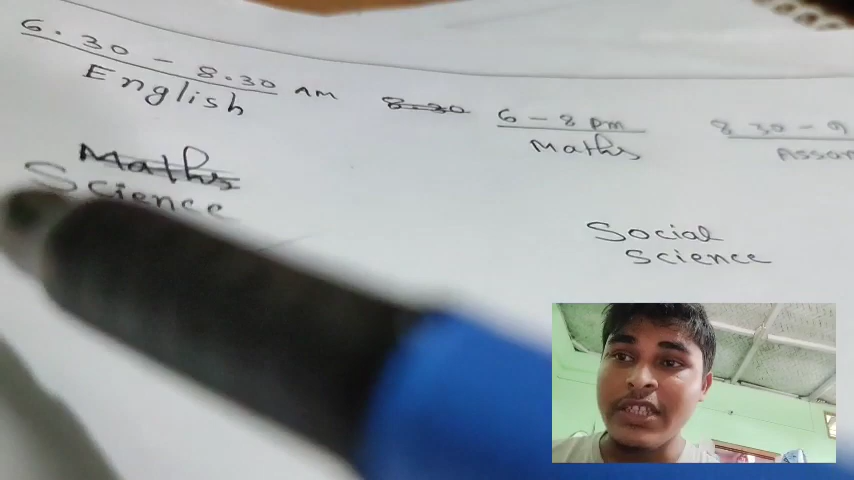 6.30 - 8.30 AM
English
Maths
Science
8.30
6 - 8 pm
Maths
Social
Science
8 30 - 9
Assam